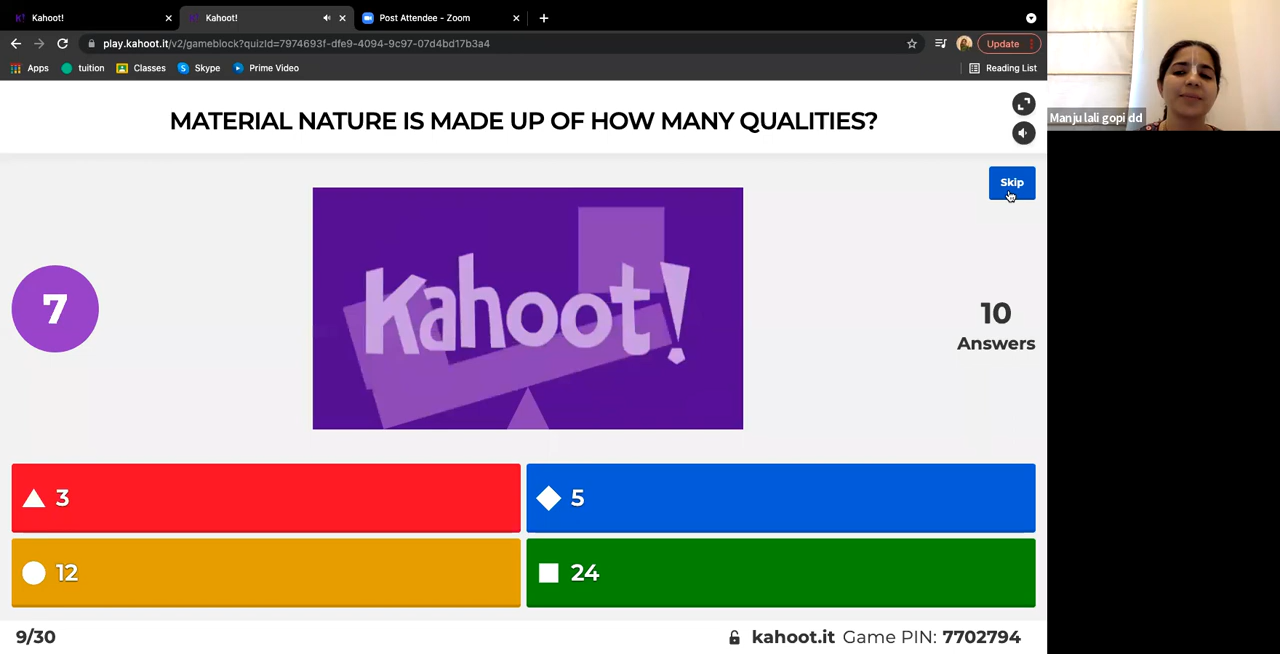 Kahoot!
Kahoot!
Post Attendee - Zoom
play.kahoot.it/v2/gameblock?quizId=7974693f-dfe9-4094-9c97-07d4bd17b3a4
Update
Apps
tuition
Classes
Skype
Prime Video
Reading List
MATERIAL NATURE IS MADE UP OF HOW MANY QUALITIES?
Manju lali gopi dd
Skip
Kahoot!
7
10
Answers
3
5
12
24
9/30
kahoot.it Game PIN: 7702794